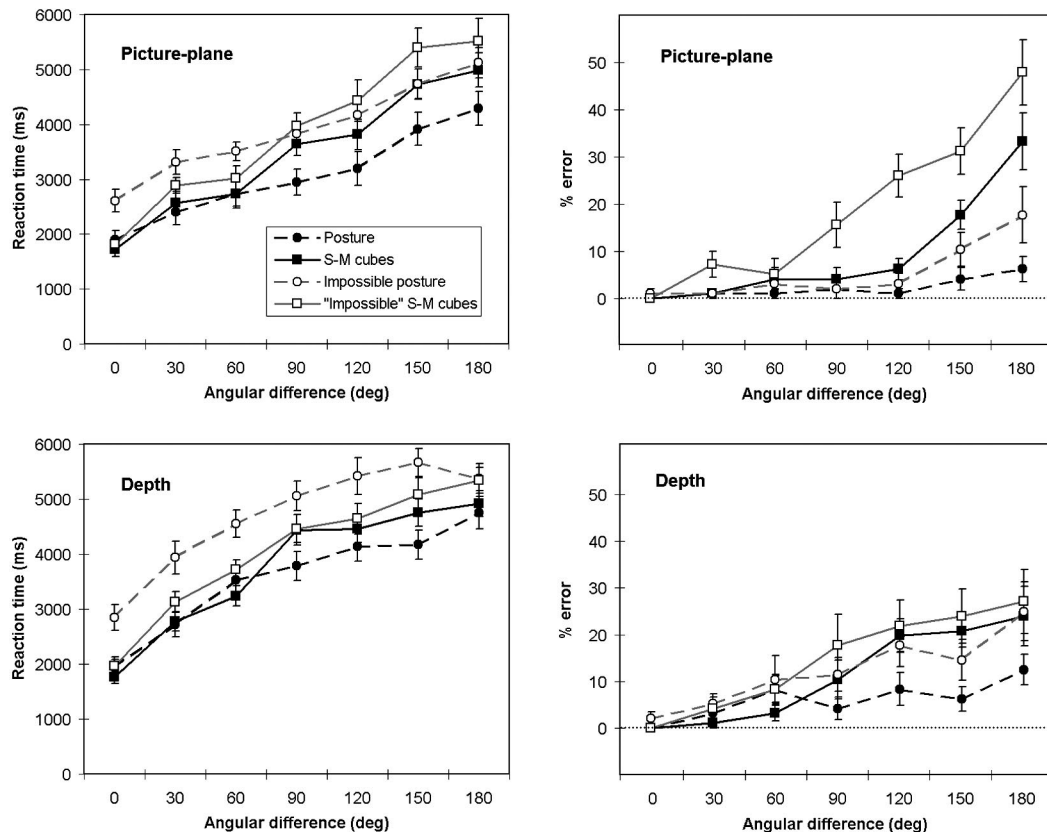 Picture-plane
Reaction time (ms)
6000
5000
4000
3000
2000
1000
0
Posture
S-M cubes
Impossible posture
"Impossible" S-M cubes
0 30 60 90 120 150 180
Angular difference (deg)
Picture-plane
% error
50
40
30
20
10
0
0 30 60 90 120 150 180
Angular difference (deg)
Depth
Reaction time (ms)
6000
5000
4000
3000
2000
1000
0
0 30 60 90 120 150 180
Angular difference (deg)
Depth
% error
50
40
30
20
10
0
0 30 60 90 120 150 180
Angular difference (deg)